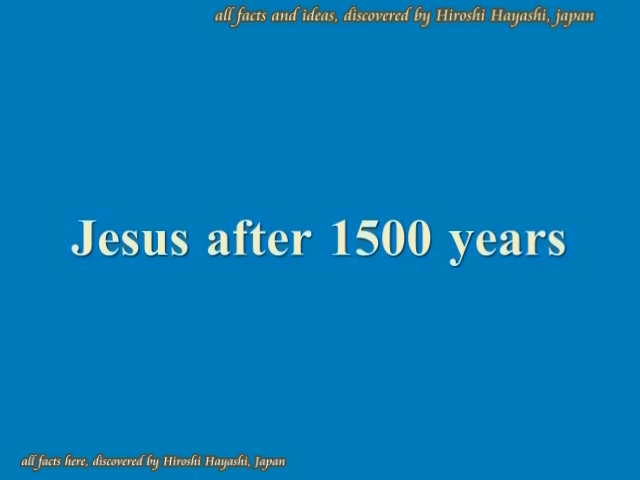 all facts and ideas, discovered by Hiroshi Hayashi, japan
Jesus after 1500 years
all facts here, discovered by Hiroshi Hayashi, Japan